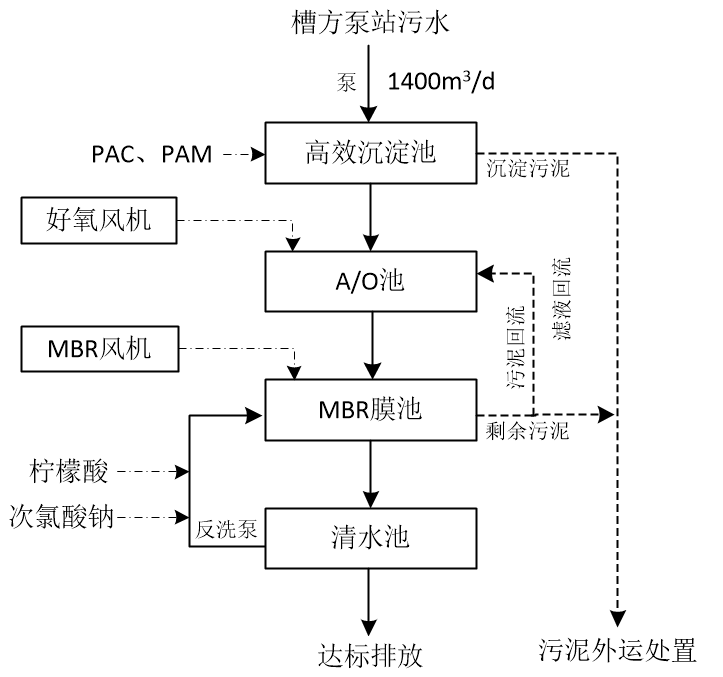 槽方泵站污水
泵
1400m³/d
PAC、PAM
高效沉淀池
沉淀污泥
好氧风机
A/O池
污泥回流
滤液回流
MBR风机
MBR膜池
剩余污泥
柠檬酸
次氯酸钠
反洗泵
清水池
达标排放
污泥外运处置